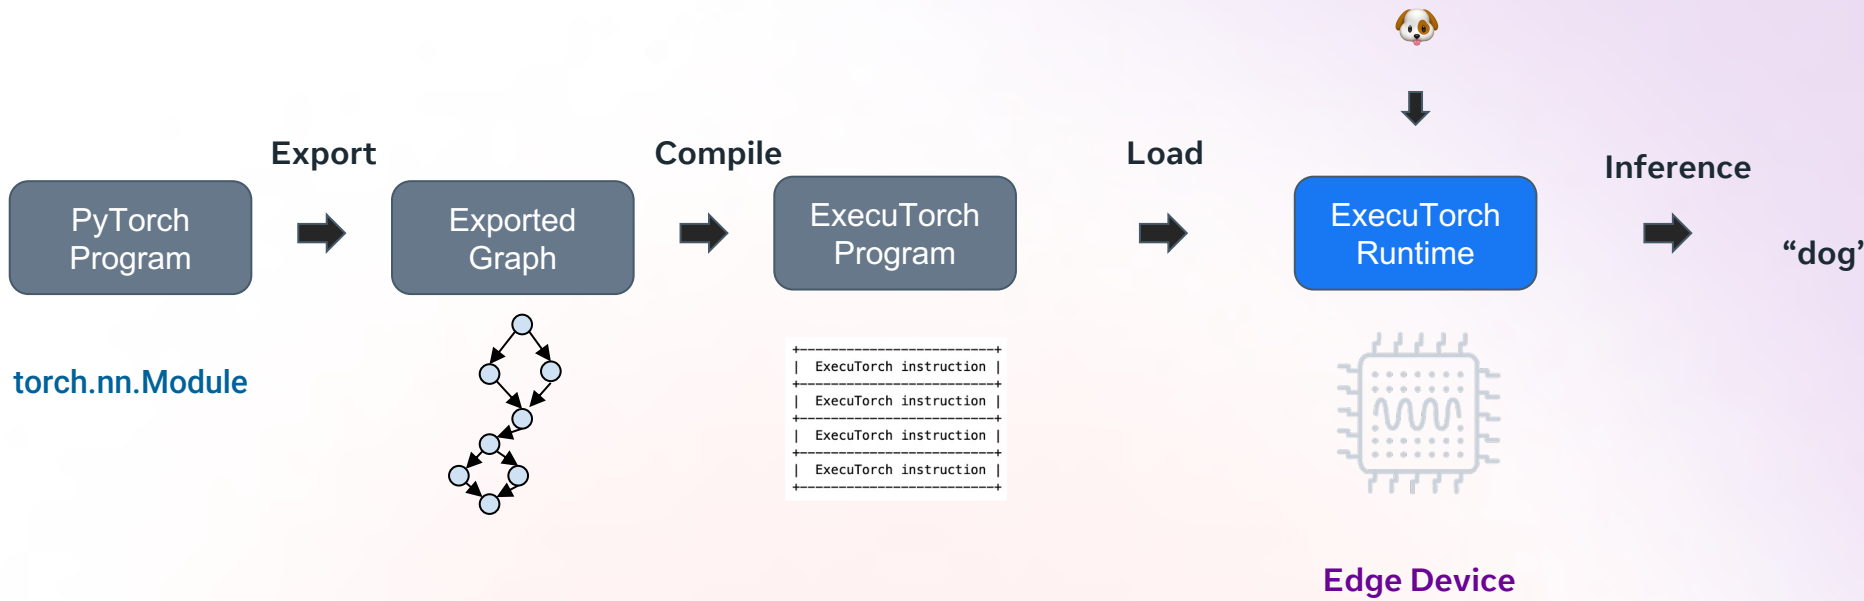 Export
Compile
Load
Inference
PyTorch
Program
Exported
Graph
ExecuTorch
Program
ExecuTorch
Runtime
“dog”
torch.nn.Module
+--------------------------+
| ExecuTorch instruction |
+--------------------------+
| ExecuTorch instruction |
+--------------------------+
| ExecuTorch instruction |
+--------------------------+
| ExecuTorch instruction |
+--------------------------+
Edge Device